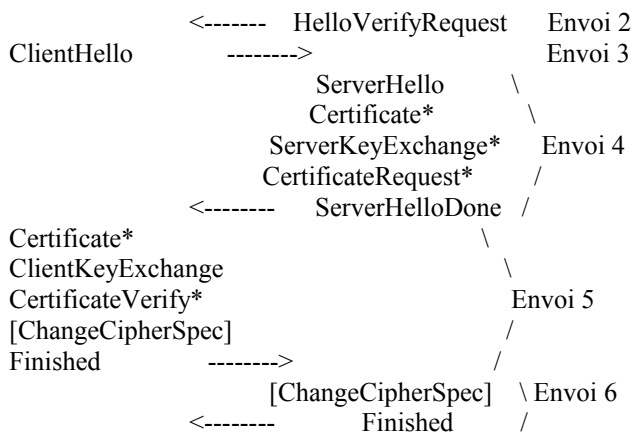 <------- HelloVerifyRequest Envoi 2
ClientHello --------> Envoi 3
ServerHello \
Certificate* \
ServerKeyExchange* Envoi 4
CertificateRequest* /
<-------- ServerHelloDone /
Certificate* \
ClientKeyExchange \
CertificateVerify* Envoi 5
[ChangeCipherSpec] /
Finished --------> /
[ChangeCipherSpec] \ Envoi 6
<-------- Finished /